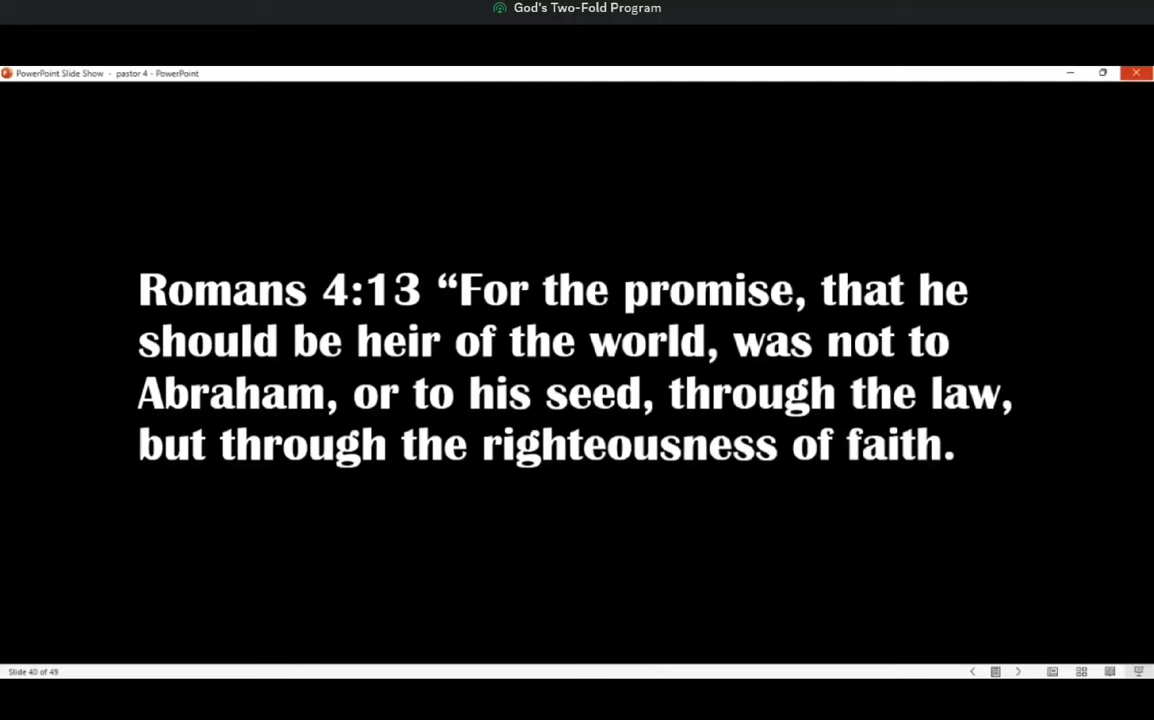 God's Two-Fold Program
PowerPoint Slide Show - pastor 4 - PowerPoint
Romans 4:13 “For the promise, that he
should be heir of the world, was not to
Abraham, or to his seed, through the law,
but through the righteousness of faith.
Slide 40 of 49